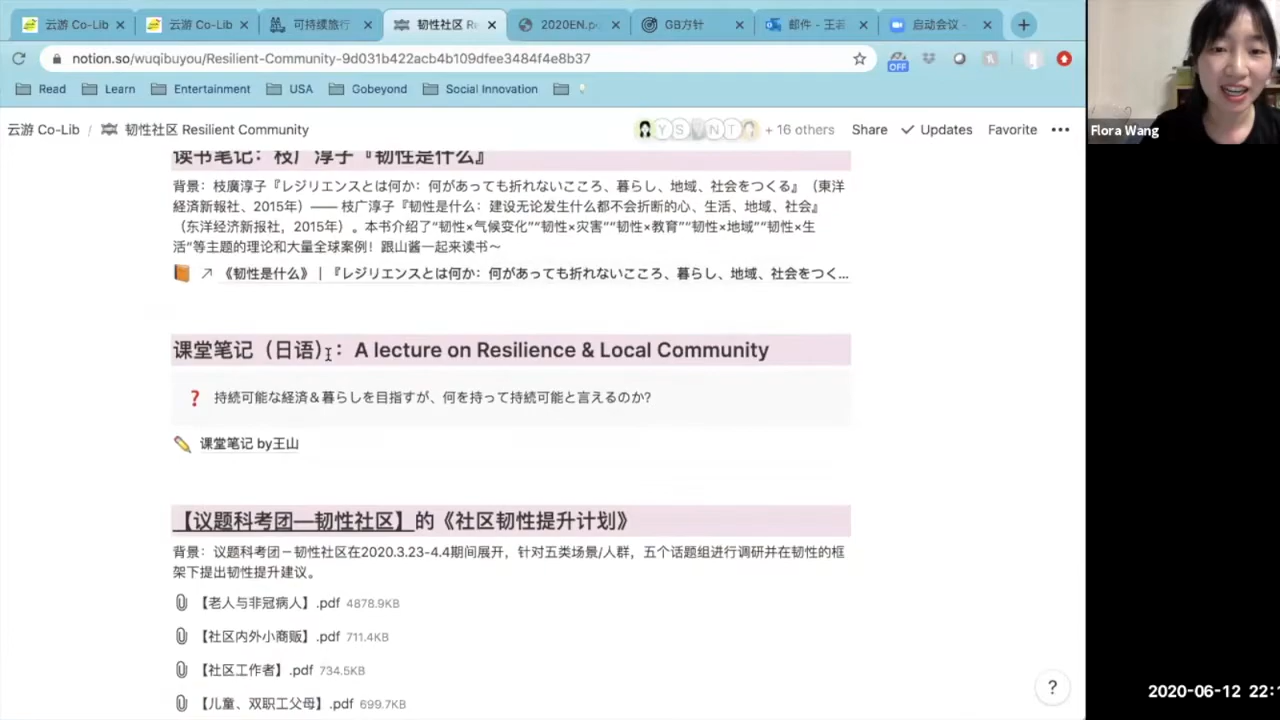 云游 Co-Lib
云游 Co-Lib
可持续旅行
韧性社区 Re
2020EN.p
GB方针
邮件 - 王
启动会议 -
notion.so/wuqibuyou/Resilient-Community-9d031b422acb4b109dfee3484f4e8b37
OFF
Read
Learn
Entertainment
USA
Gobeyond
Social Innovation
云游 Co-Lib / 韧性社区 Resilient Community
Y S V N T + 16 others
Share
Updates
Favorite
读书笔记：枝广淳子『韧性是什么』
背景：枝廣淳子『レジリエンスとは何か：何があっても折れないこころ、暮らし、地域、社会をつくる』（東洋
経済新報社、2015年）—— 枝广淳子『韧性是什么：建设无论发生什么都不会折断的心、生活、地域、社会』
（东洋经济新报社，2015年）。本书介绍了“韧性×气候变化”“韧性×灾害”“韧性×教育”“韧性×地域”“韧性×生
活”等主题的理论和大量全球案例！跟山酱一起来读书～
《韧性是什么》｜『レジリエンスとは何か：何があっても折れないこころ、暮らし、地域、社会をつく...
课堂笔记（日语）：A lecture on Resilience & Local Community
持続可能な経済＆暮らしを目指すが、何を持って持続可能と言えるのか?
课堂笔记 by王山
【议题科考团—韧性社区】的《社区韧性提升计划》
背景：议题科考团－韧性社区在2020.3.23-4.4期间展开，针对五类场景/人群，五个话题组进行调研并在韧性的框
架下提出韧性提升建议。
【老人与非冠病人】.pdf 4878.9KB
【社区内外小商贩】.pdf 711.4KB
【社区工作者】.pdf 734.5KB
【儿童、双职工父母】.pdf 699.7KB
?
Flora Wang
2020-06-12 22: